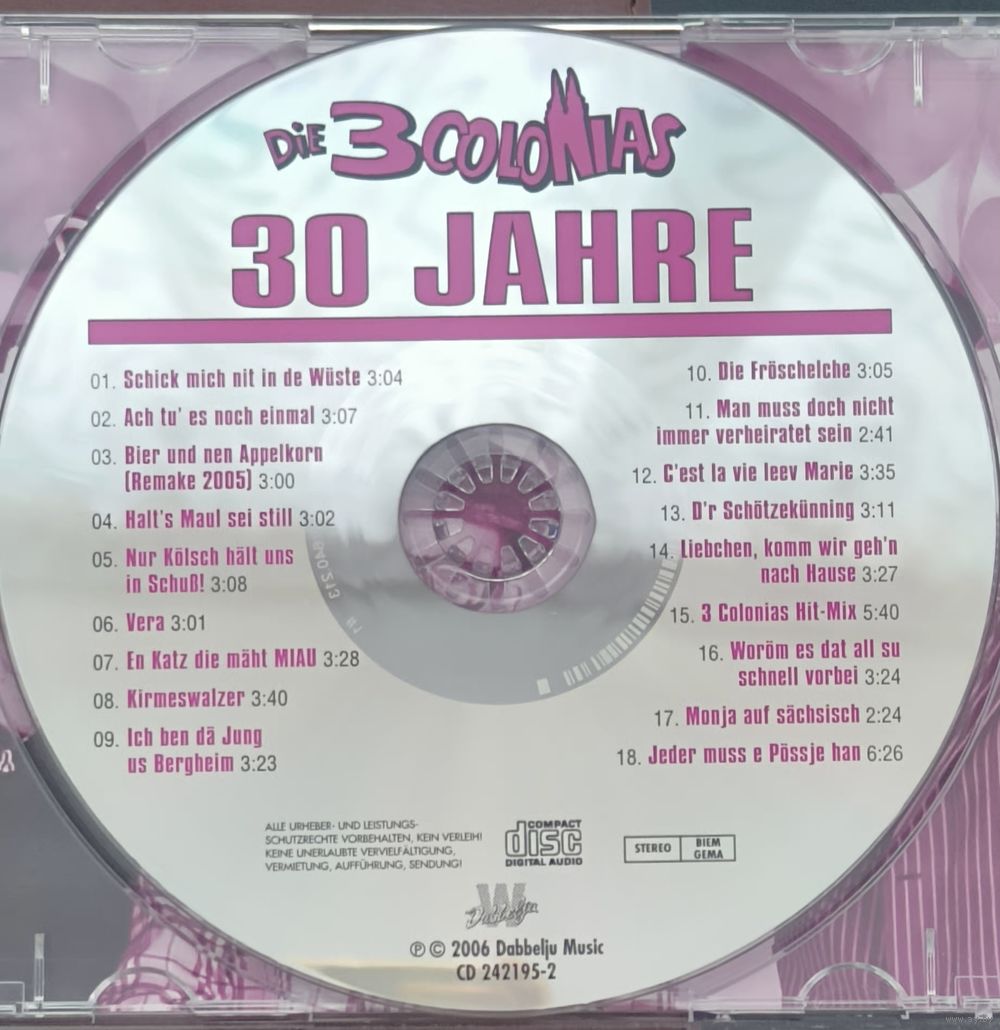 DiE 3 COLONIAS
30 JAHRE
01. Schick mich nit in de Wüste 3:04
02. Ach tu' es noch einmal 3:07
03. Bier und nen Appelkorn
(Remake 2005) 3:00
04. Halt's Maul sei still 3:02
05. Nur Kölsch hält uns
in Schuß! 3:08
06. Vera 3:01
07. En Katz die mäht MIAU 3:28
08. Kirmeswalzer 3:40
09. Ich ben dä Jung
us Bergheim 3:23
10. Die Fröschelche 3:05
11. Man muss doch nicht
immer verheiratet sein 2:41
12. C'est la vie leev Marie 3:35
13. D'r Schötzekünning 3:11
14. Liebchen, komm wir geh'n
nach Hause 3:27
15. 3 Colonias Hit-Mix 5:40
16. Woröm es dat all su
schnell vorbei 3:24
17. Monja auf sächsisch 2:24
18. Jeder muss e Pössje han 6:26
ALLE URHEBER- UND LEISTUNGS-
SCHUTZRECHTE VORBEHALTEN, KEIN VERLEIH!
KEINE UNERLAUBTE VERVIELFÄLTIGUNG,
VERMIETUNG, AUFFÜHRUNG, SENDUNG!
COMPACT
disc
DIGITAL AUDIO
STEREO
BIEM
GEMA
W
Dabbelju
℗ © 2006 Dabbelju Music
CD 242195-2